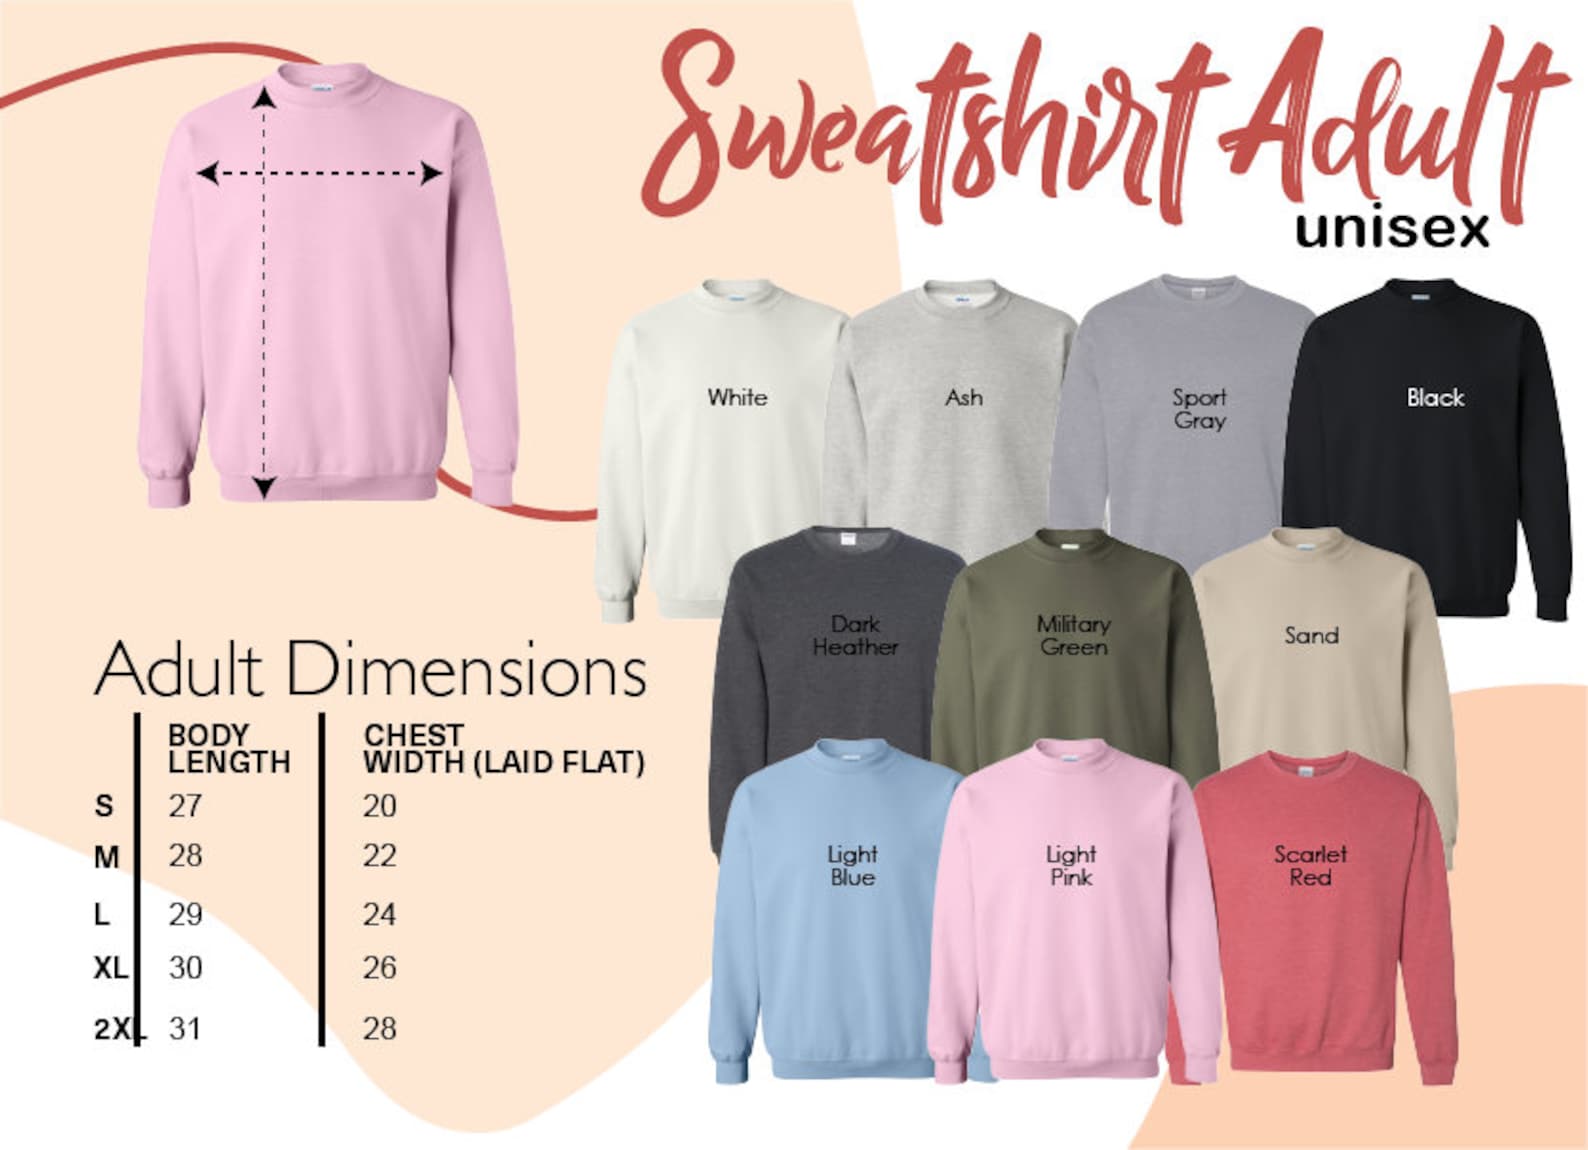 Sweatshirt Adult
unisex
White
Ash
Sport
Gray
Black
Dark
Heather
Military
Green
Sand
Light
Blue
Light
Pink
Scarlet
Red
Adult Dimensions
BODY
LENGTH
CHEST
WIDTH (LAID FLAT)
S 27 20
M 28 22
L 29 24
XL 30 26
2XL 31 28